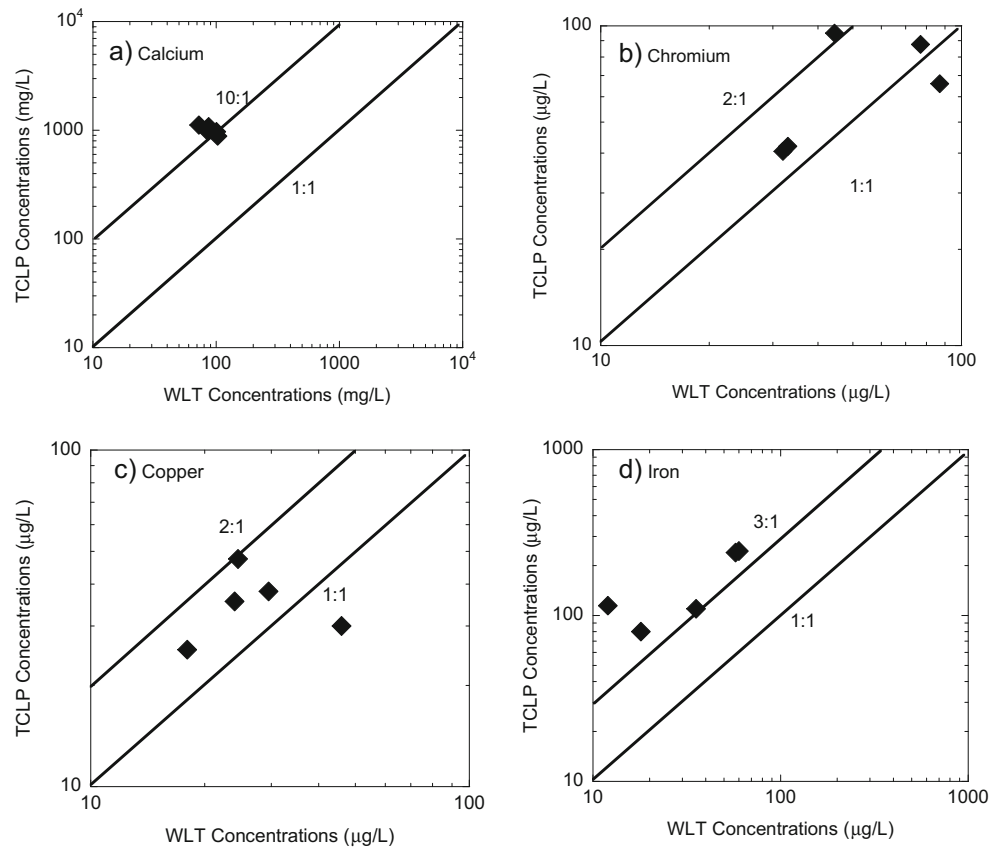 a) Calcium
10⁴
1000
100
10
TCLP Concentrations (mg/L)
10:1
1:1
10
100
1000
10⁴
WLT Concentrations (mg/L)
b) Chromium
100
10
TCLP Concentrations (µg/L)
2:1
1:1
10
100
WLT Concentrations (µg/L)
c) Copper
100
10
TCLP Concentrations (µg/L)
2:1
1:1
10
100
WLT Concentrations (µg/L)
d) Iron
1000
100
10
TCLP Concentrations (µg/L)
3:1
1:1
10
100
1000
WLT Concentrations (µg/L)